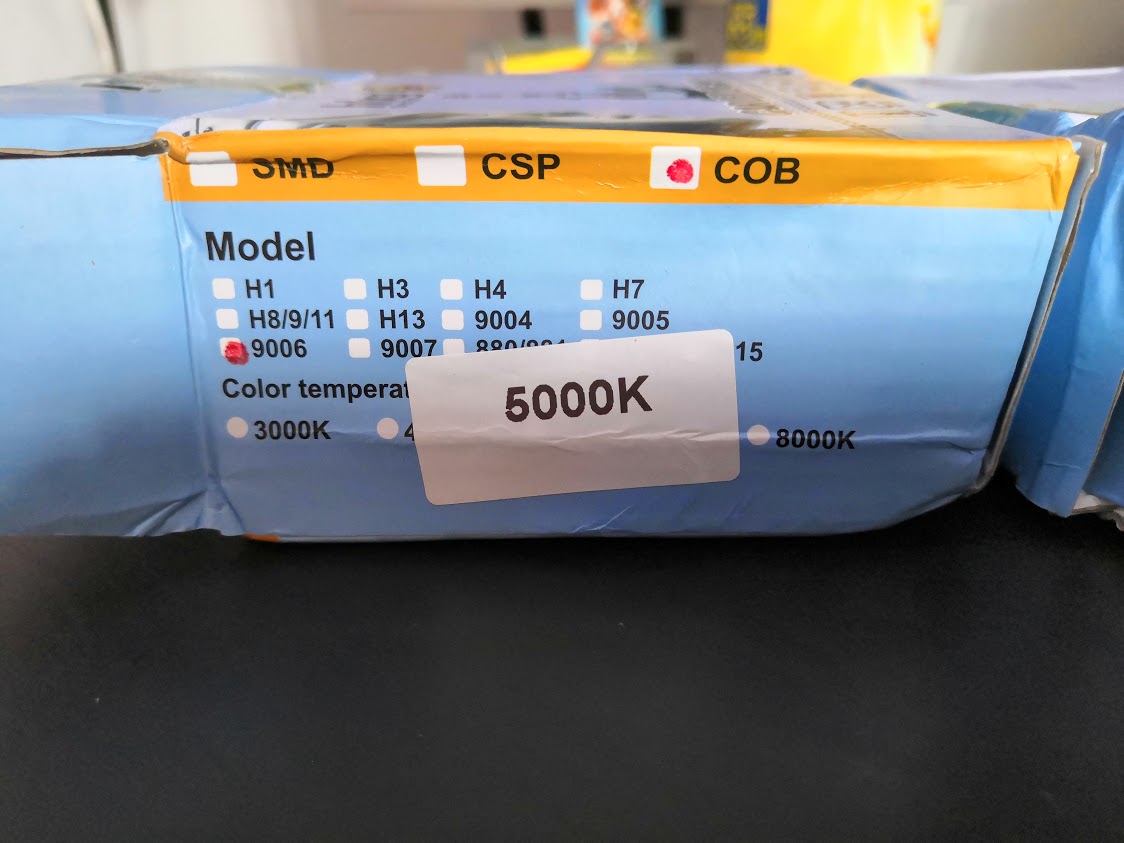 SMD CSP COB
Model
H1 H3 H4 H7
H8/9/11 H13 9004 9005
9006 9007 15
Color
3000K 4 8000K
5000K